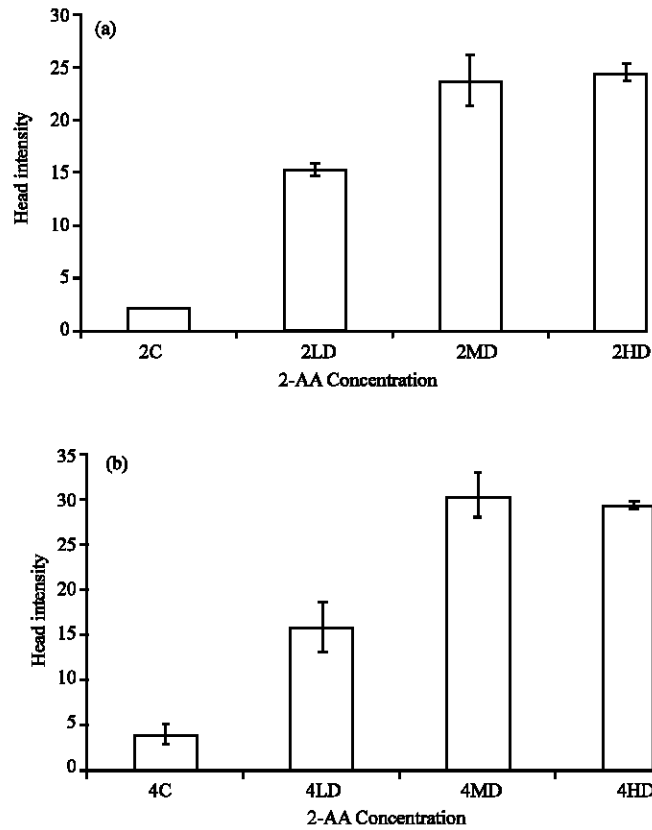 (a)
Head intensity
30
25
20
15
10
5
0
2C 2LD 2MD 2HD
2-AA Concentration
(b)
Head intensity
35
30
25
20
15
10
5
0
4C 4LD 4MD 4HD
2-AA Concentration